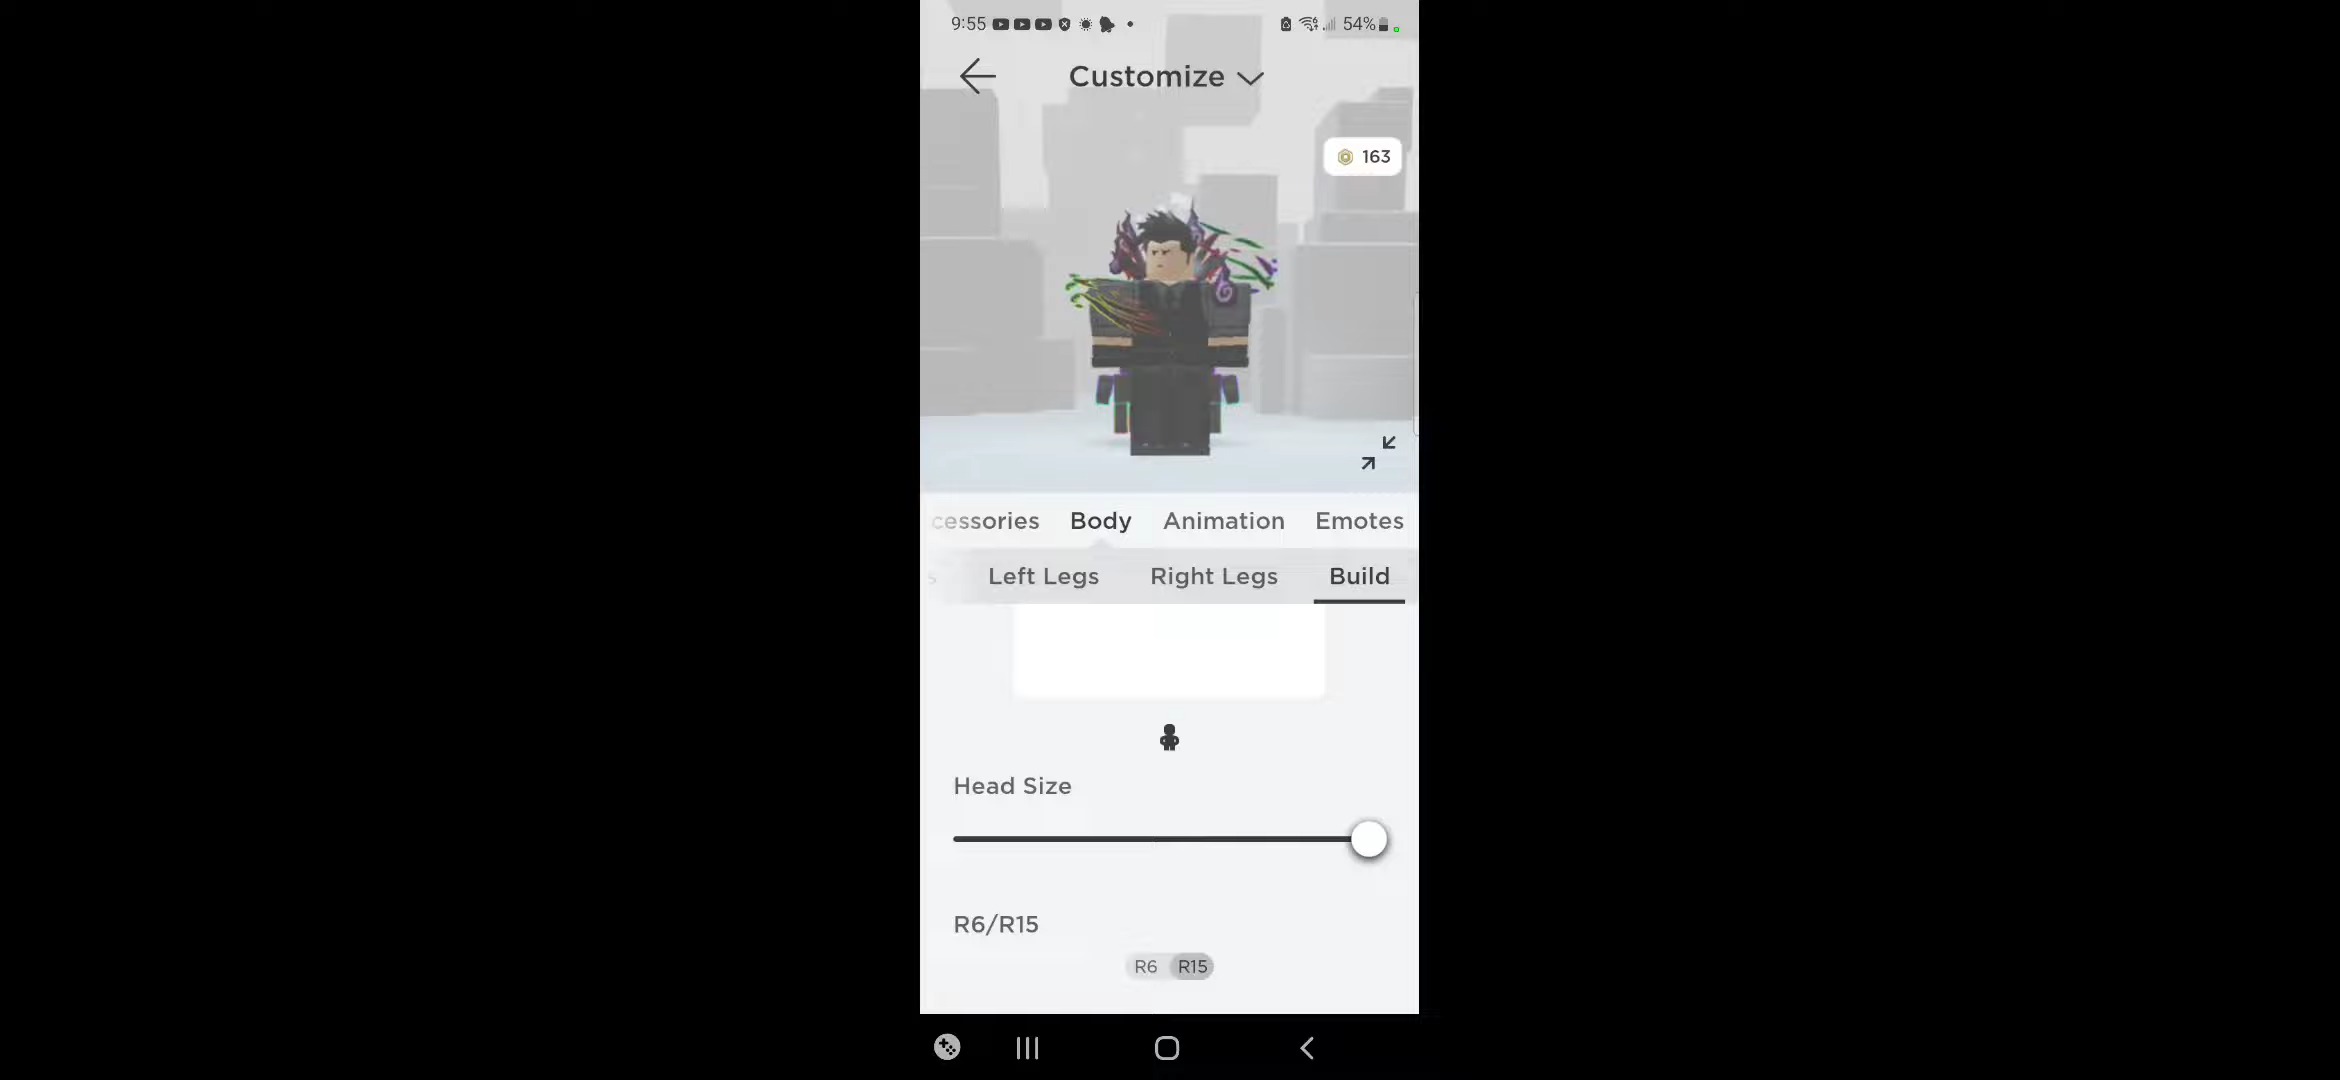 9:55
54%
Customize
163
cessories Body Animation Emotes
s Left Legs Right Legs Build
Head Size
R6/R15
R6 R15